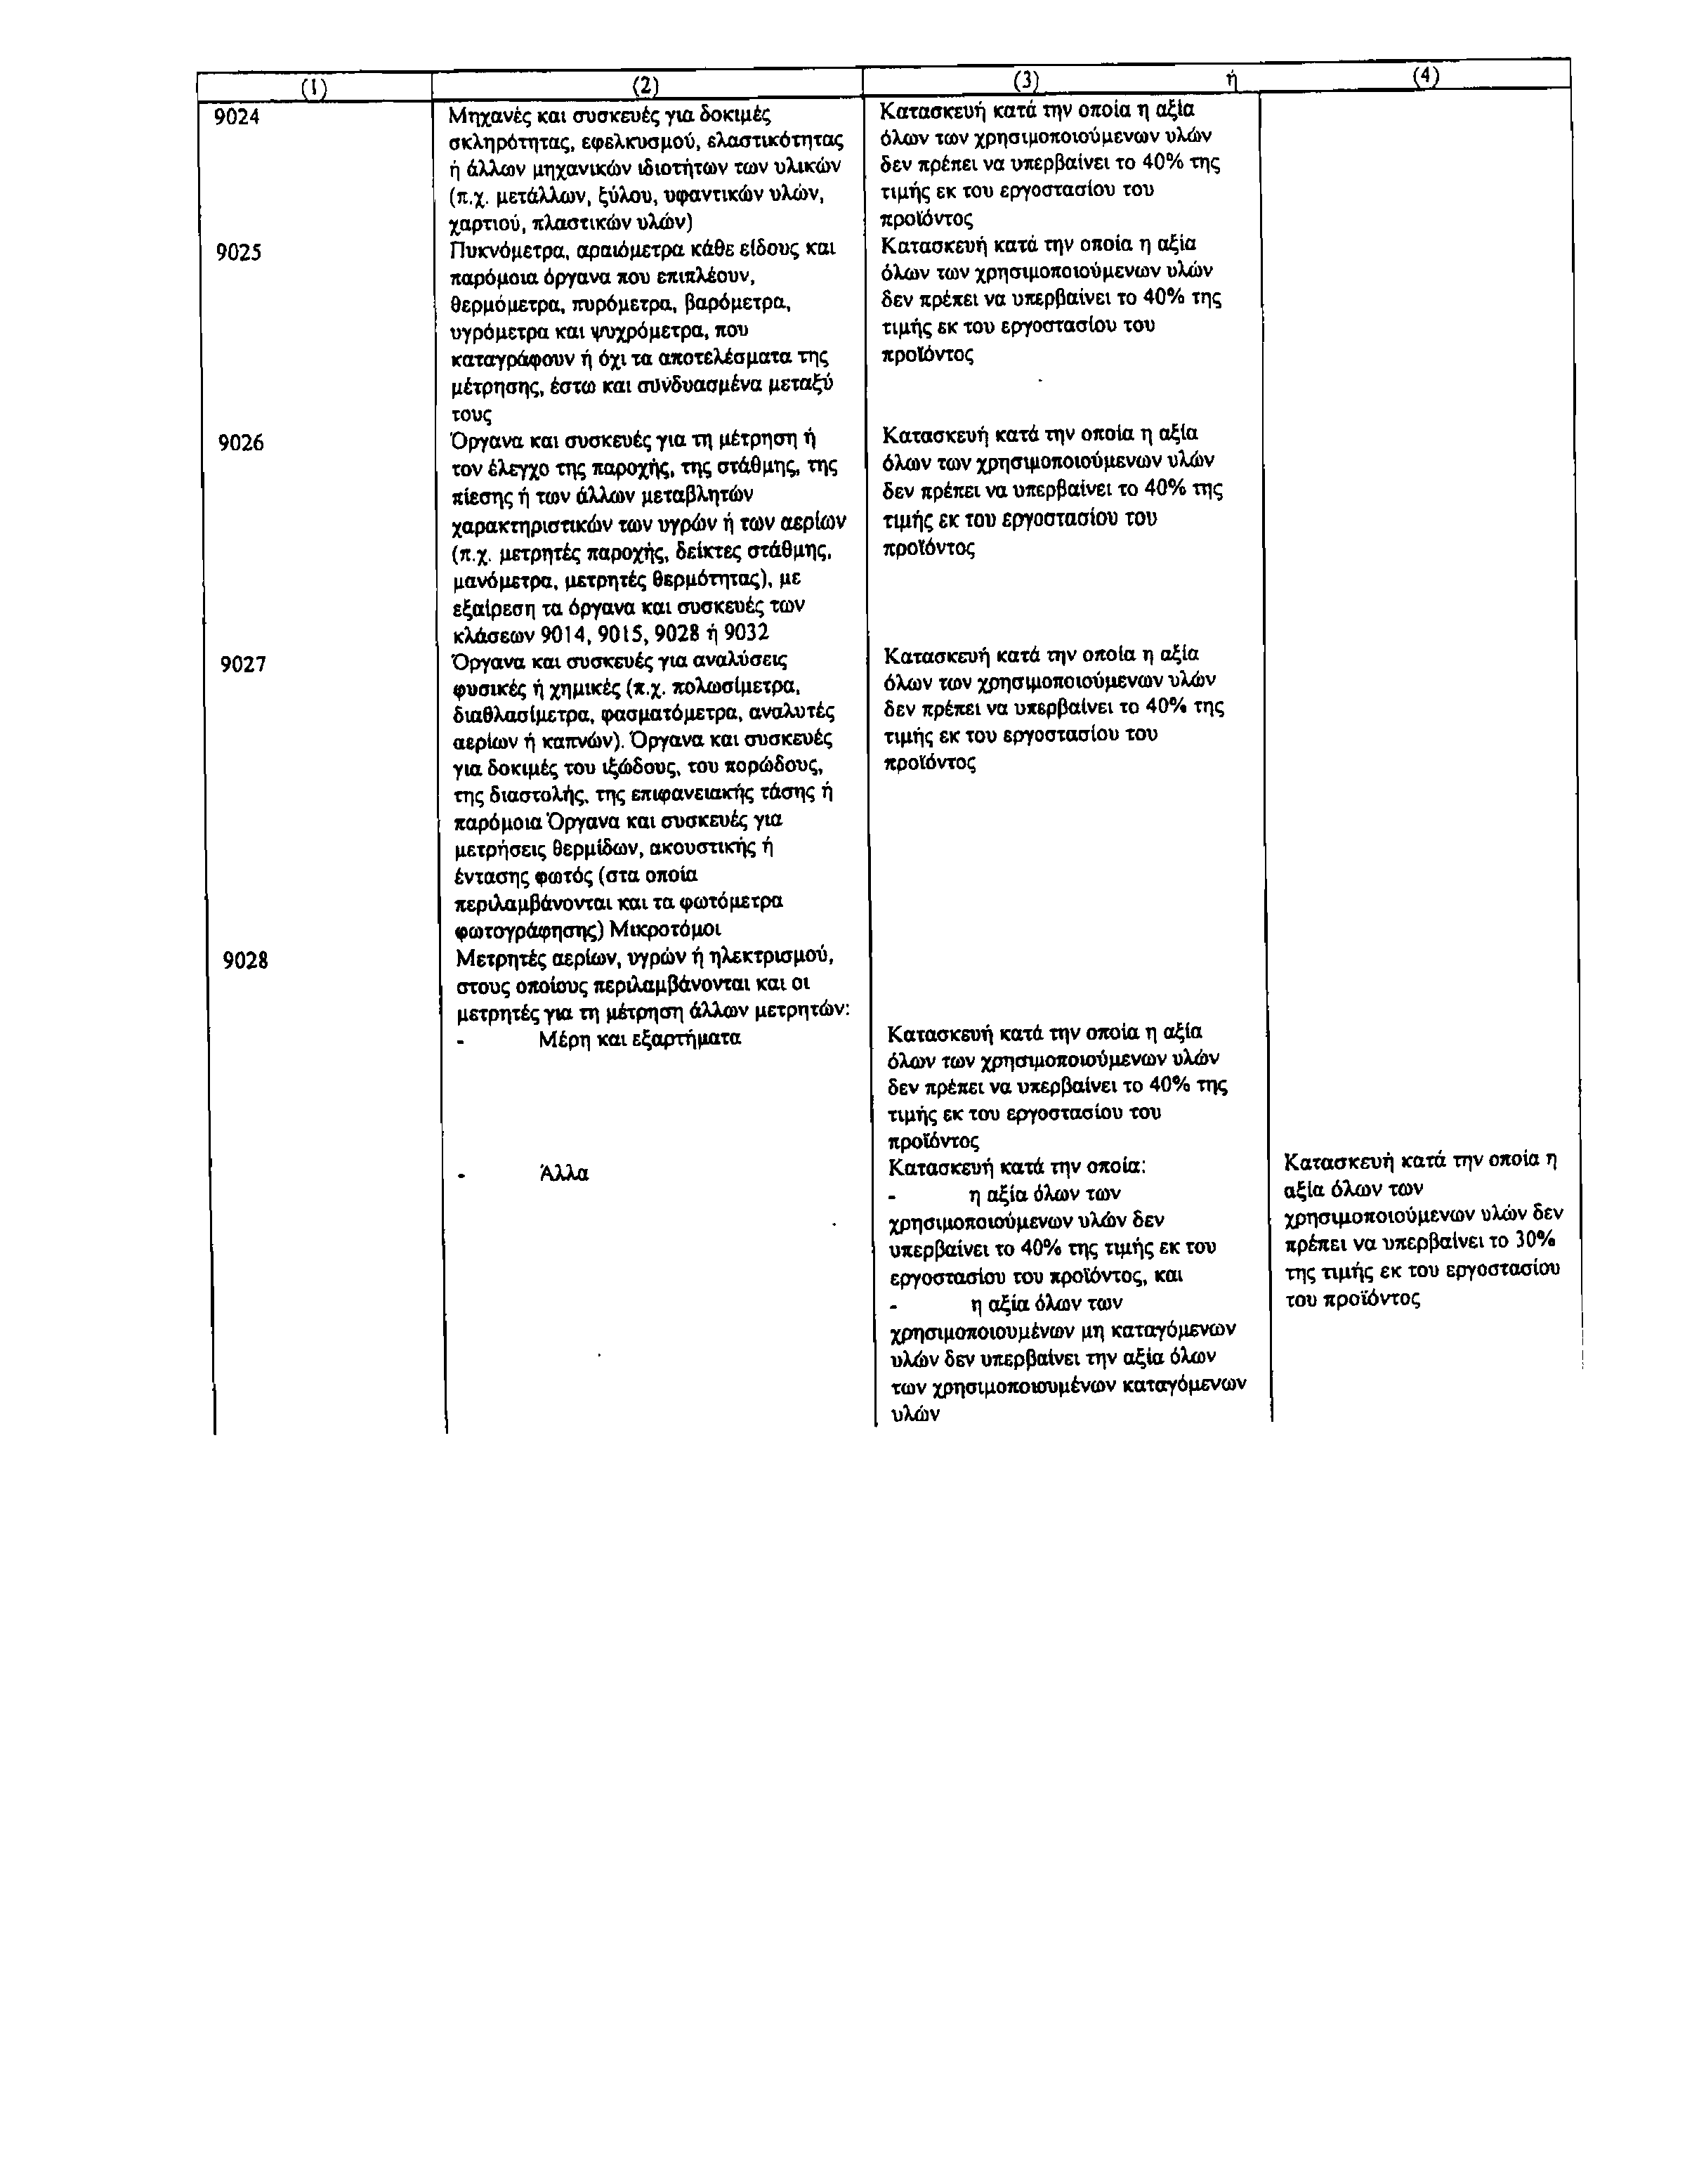 (1) (2) (3) ή (4)
9024
Μηχανές και συσκευές για δοκιμές
σκληρότητας, εφελκυσμού, ελαστικότητας
ή άλλων μηχανικών ιδιοτήτων των υλικών
(π.χ. μετάλλων, ξύλου, υφαντικών υλών,
χαρτιού, πλαστικών υλών)
Κατασκευή κατά την οποία η αξία
όλων των χρησιμοποιούμενων υλών
δεν πρέπει να υπερβαίνει το 40% της
τιμής εκ του εργοστασίου του
προϊόντος
9025
Πυκνόμετρα, αραιόμετρα κάθε είδους και
παρόμοια όργανα που επιπλέουν,
θερμόμετρα, πυρόμετρα, βαρόμετρα,
υγρόμετρα και ψυχρόμετρα, που
καταγράφουν ή όχι τα αποτελέσματα της
μέτρησης, έστω και συνδυασμένα μεταξύ
τους
Κατασκευή κατά την οποία η αξία
όλων των χρησιμοποιούμενων υλών
δεν πρέπει να υπερβαίνει το 40% της
τιμής εκ του εργοστασίου του
προϊόντος
9026
Όργανα και συσκευές για τη μέτρηση ή
τον έλεγχο της παροχής, της στάθμης, της
πίεσης ή των άλλων μεταβλητών
χαρακτηριστικών των υγρών ή των αερίων
(π.χ. μετρητές παροχής, δείκτες στάθμης,
μανόμετρα, μετρητές θερμότητας), με
εξαίρεση τα όργανα και συσκευές των
κλάσεων 9014, 9015, 9028 ή 9032
Κατασκευή κατά την οποία η αξία
όλων των χρησιμοποιούμενων υλών
δεν πρέπει να υπερβαίνει το 40% της
τιμής εκ του εργοστασίου του
προϊόντος
9027
Όργανα και συσκευές για αναλύσεις
φυσικές ή χημικές (π.χ. πολωσίμετρα,
διαθλασίμετρα, φασματόμετρα, αναλυτές
αερίων ή καπνών). Όργανα και συσκευές
για δοκιμές του ιξώδους, του πορώδους,
της διαστολής, της επιφανειακής τάσης ή
παρόμοια Όργανα και συσκευές για
μετρήσεις θερμίδων, ακουστικής ή
έντασης φωτός (στα οποία
περιλαμβάνονται και τα φωτόμετρα
φωτογράφησης) Μικροτόμοι
Κατασκευή κατά την οποία η αξία
όλων των χρησιμοποιούμενων υλών
δεν πρέπει να υπερβαίνει το 40% της
τιμής εκ του εργοστασίου του
προϊόντος
9028
Μετρητές αερίων, υγρών ή ηλεκτρισμού,
στους οποίους περιλαμβάνονται και οι
μετρητές για τη μέτρηση άλλων μετρητών:
- Μέρη και εξαρτήματα
Κατασκευή κατά την οποία η αξία
όλων των χρησιμοποιούμενων υλών
δεν πρέπει να υπερβαίνει το 40% της
τιμής εκ του εργοστασίου του
προϊόντος
- Άλλα
Κατασκευή κατά την οποία:
- η αξία όλων των
χρησιμοποιούμενων υλών δεν
υπερβαίνει το 40% της τιμής εκ του
εργοστασίου του προϊόντος, και
- η αξία όλων των
χρησιμοποιουμένων μη καταγόμενων
υλών δεν υπερβαίνει την αξία όλων
των χρησιμοποιουμένων καταγόμενων
υλών
Κατασκευή κατά την οποία η
αξία όλων των
χρησιμοποιούμενων υλών δεν
πρέπει να υπερβαίνει το 30%
της τιμής εκ του εργοστασίου
του προϊόντος